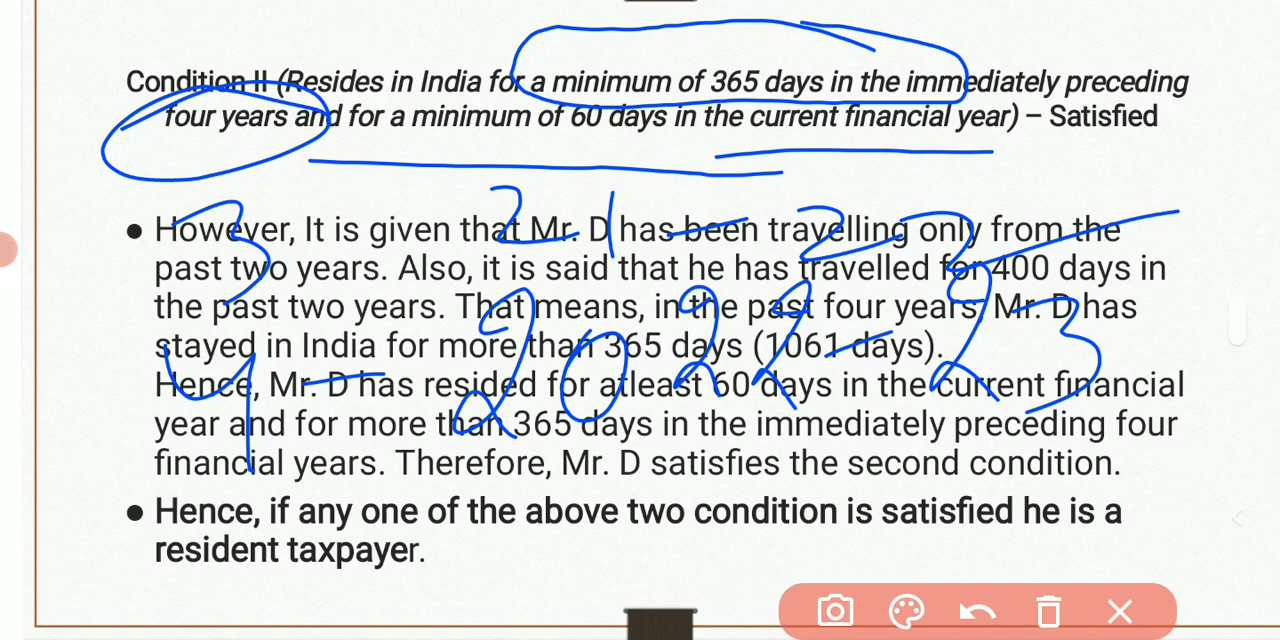 Condition II (Resides in India for a minimum of 365 days in the immediately preceding
four years and for a minimum of 60 days in the current financial year) – Satisfied
3 21 – 22
● However, It is given that Mr. D has been travelling only from the
past two years. Also, it is said that he has travelled for 400 days in
the past two years. That means, in the past four years, Mr. D has
stayed in India for more than 365 days (1061 days).
4 2022 – 23
Hence, Mr. D has resided for atleast 60 days in the current financial
year and for more than 365 days in the immediately preceding four
financial years. Therefore, Mr. D satisfies the second condition.
● Hence, if any one of the above two condition is satisfied he is a
resident taxpayer.